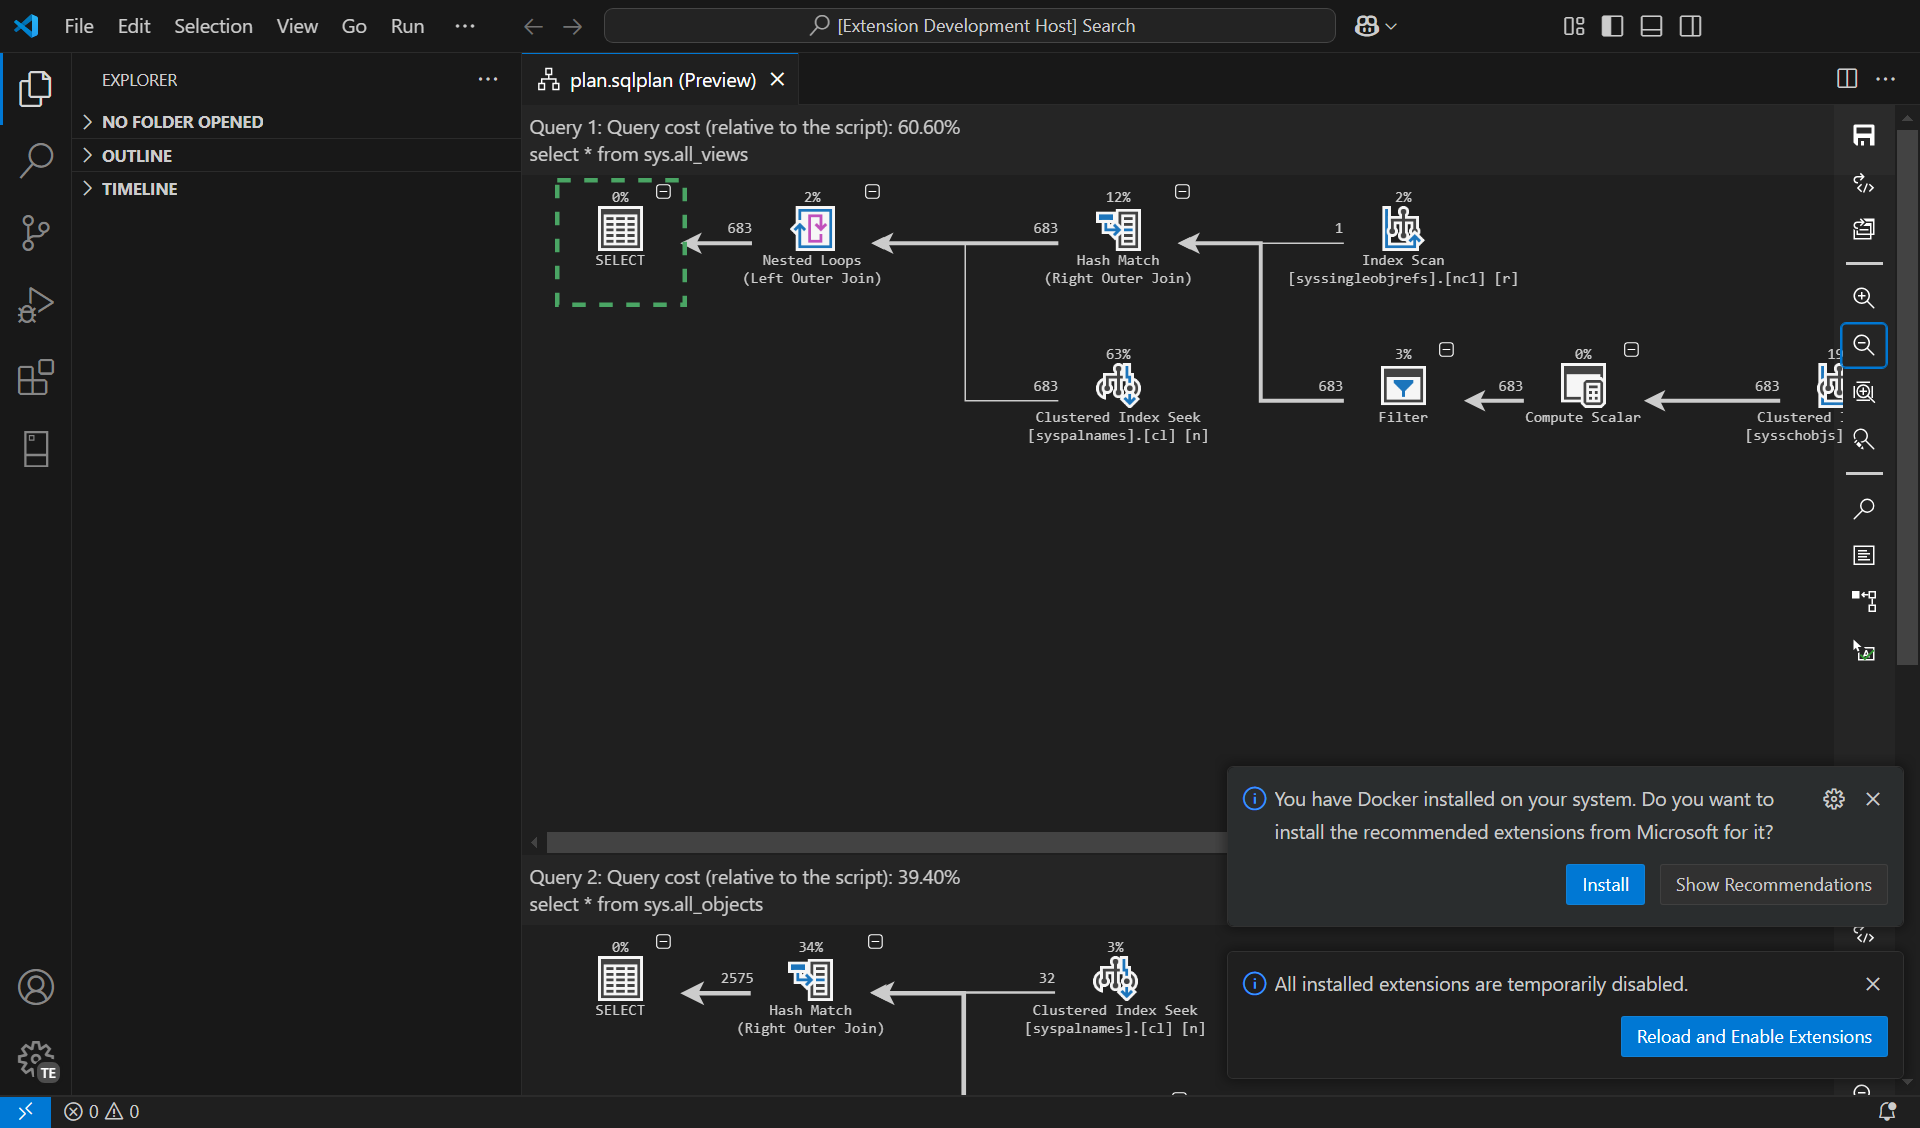 File Edit Selection View Go Run ···
[Extension Development Host] Search
EXPLORER
NO FOLDER OPENED
OUTLINE
TIMELINE
plan.sqlplan (Preview)
Query 1: Query cost (relative to the script): 60.60%
select * from sys.all_views
0%
SELECT
683
2%
Nested Loops
(Left Outer Join)
683
12%
Hash Match
(Right Outer Join)
1
2%
Index Scan
[syssingleobjrefs].[nc1] [r]
683
63%
Clustered Index Seek
[syspalnames].[cl] [n]
683
3%
Filter
683
0%
Compute Scalar
683
19
Clustered
[sysschobjs]
Query 2: Query cost (relative to the script): 39.40%
select * from sys.all_objects
0%
SELECT
2575
34%
Hash Match
(Right Outer Join)
32
3%
Clustered Index Seek
[syspalnames].[cl] [n]
You have Docker installed on your system. Do you want to
install the recommended extensions from Microsoft for it?
Install
Show Recommendations
All installed extensions are temporarily disabled.
Reload and Enable Extensions
TE
0 0